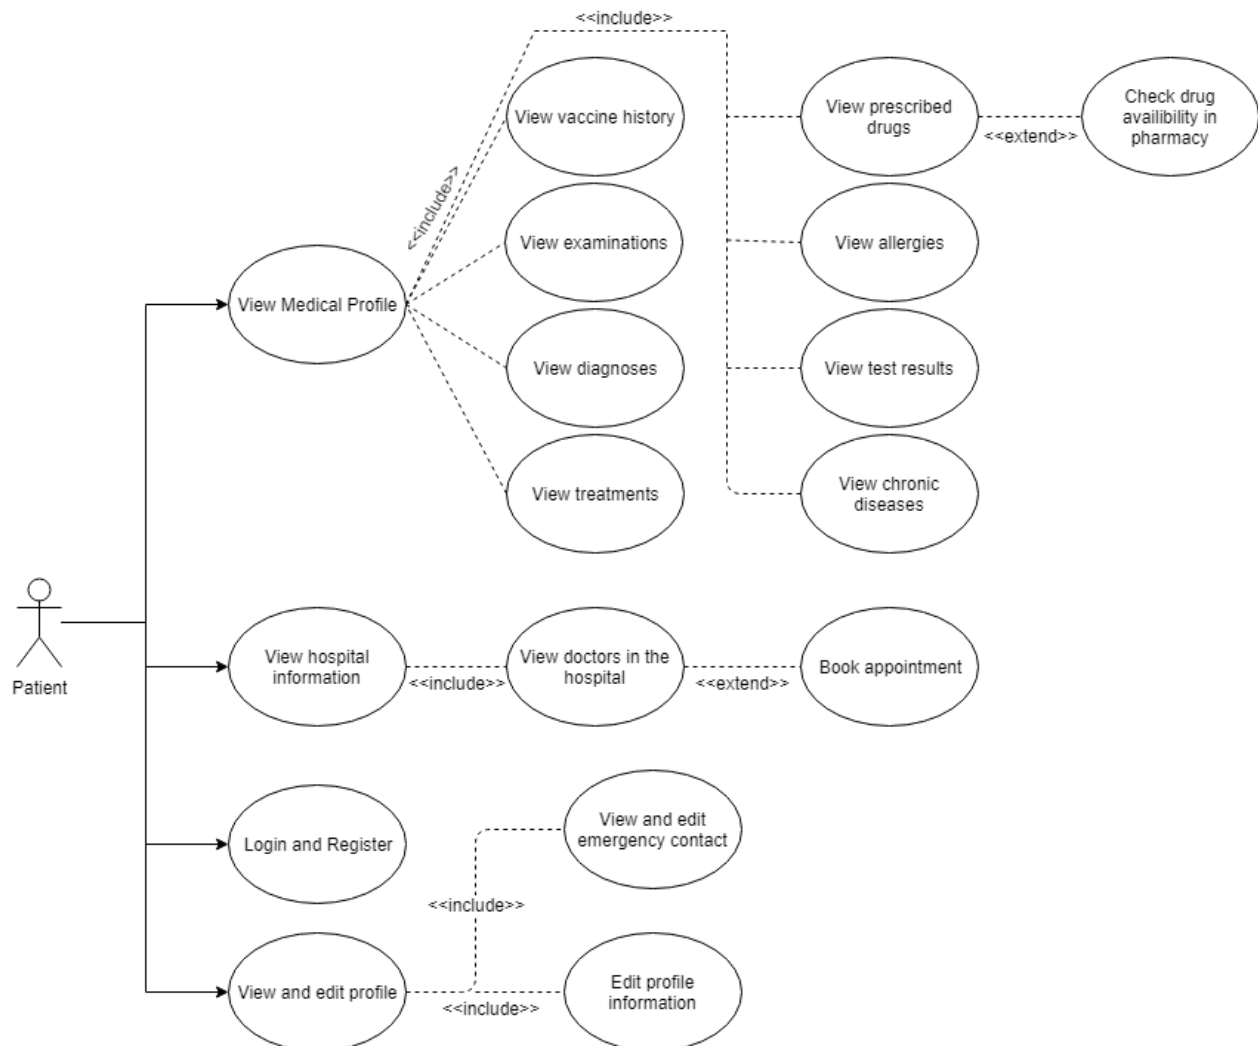 <<include>>
View vaccine history
View prescribed
drugs
<<extend>>
Check drug
availibility in
pharmacy
<<include>>
View examinations
View allergies
View Medical Profile
View diagnoses
View test results
View treatments
View chronic
diseases
Patient
View hospital
information
<<include>>
View doctors in the
hospital
<<extend>>
Book appointment
Login and Register
View and edit
emergency contact
<<include>>
View and edit profile
<<include>>
Edit profile
information